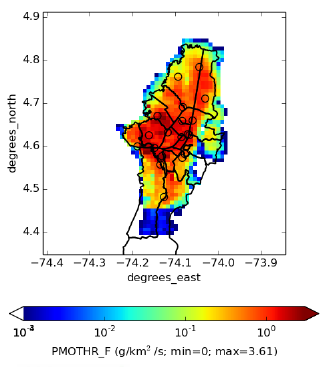 4.9
4.8
4.7
4.6
4.5
4.4
degrees_north
−74.4 −74.3 −74.2 −74.1 −74.0 −73.9
degrees_east
10⁻² 10⁻¹ 10⁰
PMOTHR_F (g/km² /s; min=0; max=3.61)